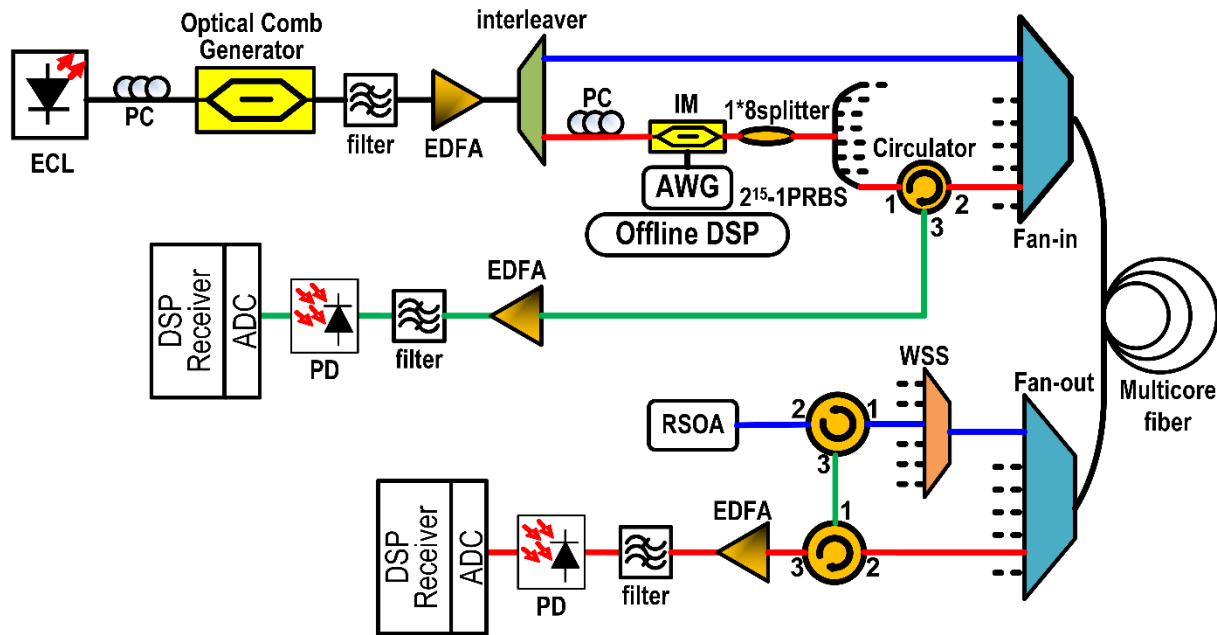 Optical Comb
Generator
interleaver
PC
ECL
filter
EDFA
PC
IM
1*8splitter
AWG
2¹⁵-1PRBS
Offline DSP
Circulator
1
2
3
Fan-in
DSP
Receiver
ADC
PD
filter
EDFA
Multicore
fiber
WSS
Fan-out
RSOA
2
1
3
1
3
2
EDFA
filter
PD
DSP
Receiver
ADC